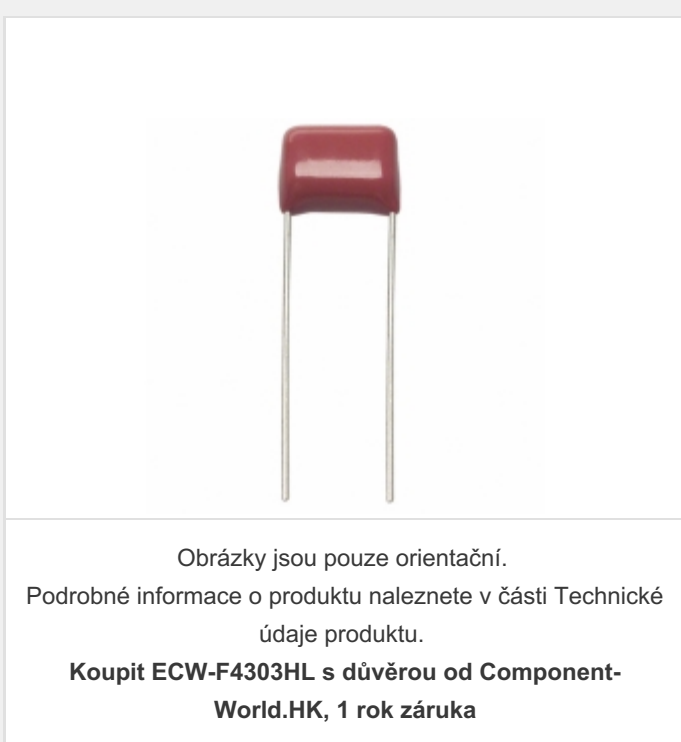 Obrázky jsou pouze orientační.
Podrobné informace o produktu naleznete v části Technické
údaje produktu.
Koupit ECW-F4303HL s důvěrou od Component-
World.HK, 1 rok záruka